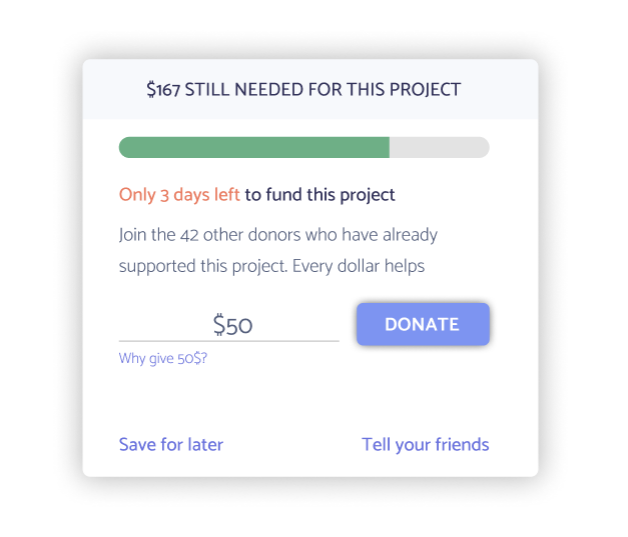 $167 STILL NEEDED FOR THIS PROJECT
Only 3 days left to fund this project
Join the 42 other donors who have already
supported this project. Every dollar helps
$50
DONATE
Why give 50$?
Save for later
Tell your friends